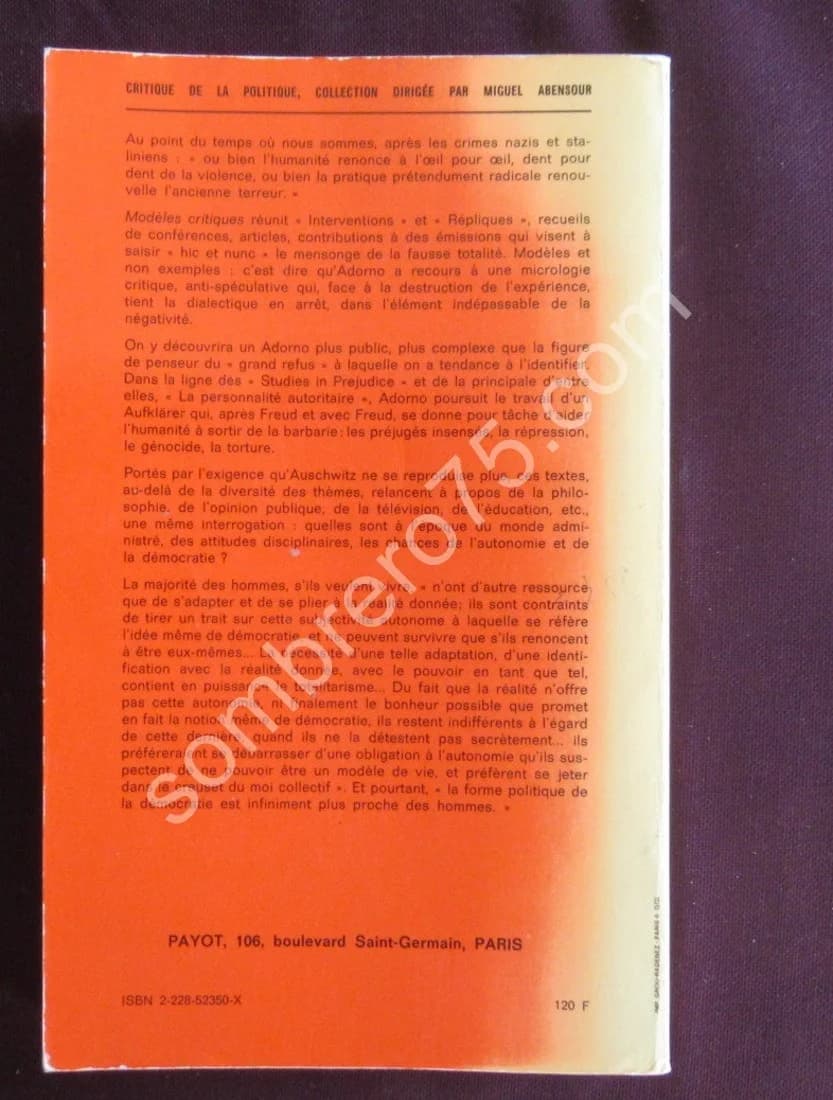 CRITIQUE DE LA POLITIQUE, COLLECTION DIRIGÉE PAR MIGUEL ABENSOUR
Au point du temps où nous sommes, après les crimes nazis et sta-
liniens : « ou bien l'humanité renonce à l'œil pour œil, dent pour
dent de la violence, ou bien la pratique prétendument radicale renou-
velle l'ancienne terreur. »
Modèles critiques réunit « Interventions » et « Répliques », recueils
de conférences, articles, contributions à des émissions qui visent à
saisir « hic et nunc » le mensonge de la fausse totalité. Modèles et
non exemples : c'est dire qu'Adorno a recours à une micrologie
critique, anti-spéculative qui, face à la destruction de l'expérience,
tient la dialectique en arrêt, dans l'élément indépassable de la
négativité.
On y découvrira un Adorno plus public, plus complexe que la figure
de penseur du « grand refus » à laquelle on a tendance à l'identifier.
Dans la ligne des « Studies in Prejudice » et de la principale d'entre
elles, « La personnalité autoritaire », Adorno poursuit le travail d'un
Aufklärer qui, après Freud et avec Freud, se donne pour tâche d'aider
l'humanité à sortir de la barbarie : les préjugés insensés, la répression,
le génocide, la torture.
Portés par l'exigence qu'Auschwitz ne se reproduise plus, ces textes,
au-delà de la diversité des thèmes, relancent à propos de la philo-
sophie, de l'opinion publique, de la télévision, de l'éducation, etc.,
une même interrogation : quelles sont à l'époque du monde admi-
nistré, des attitudes disciplinaires, les chances de l'autonomie et de
la démocratie ?
La majorité des hommes, s'ils veulent vivre, « n'ont d'autre ressource
que de s'adapter et de se plier à la réalité donnée; ils sont contraints
de tirer un trait sur cette subjectivité autonome à laquelle se réfère
l'idée même de démocratie, et ne peuvent survivre que s'ils renoncent
à être eux-mêmes... La nécessité d'une telle adaptation, d'une identi-
fication avec la réalité donnée, avec le pouvoir en tant que tel,
contient en puissance le totalitarisme... Du fait que la réalité n'offre
pas cette autonomie, ni finalement le bonheur possible que promet
en fait la notion même de démocratie, ils restent indifférents à l'égard
de cette dernière, quand ils ne la détestent pas secrètement... ils
préféreraient se débarrasser d'une obligation à l'autonomie qu'ils sus-
pectent de ne pouvoir être un modèle de vie, et préfèrent se jeter
dans le creuset du moi collectif ». Et pourtant, « la forme politique de
la démocratie est infiniment plus proche des hommes. »
PAYOT, 106, boulevard Saint-Germain, PARIS
ISBN 2-228-52350-X
120 F
sombrero75.com